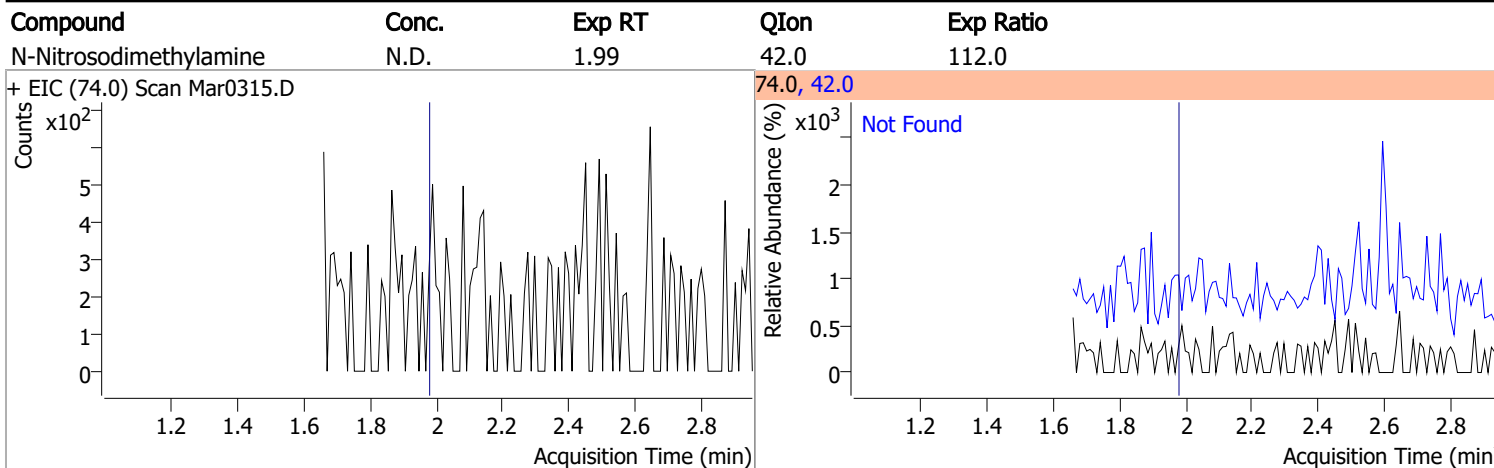 Compound Conc. Exp RT QIon Exp Ratio
N-Nitrosodimethylamine N.D. 1.99 42.0 112.0
+ EIC (74.0) Scan Mar0315.D
Counts
x10²
5
4
3
2
1
0
1.2 1.4 1.6 1.8 2 2.2 2.4 2.6 2.8
Acquisition Time (min)
74.0, 42.0
Relative Abundance (%)
x10³
Not Found
2
1.5
1
0.5
0
1.2 1.4 1.6 1.8 2 2.2 2.4 2.6 2.8
Acquisition Time (min